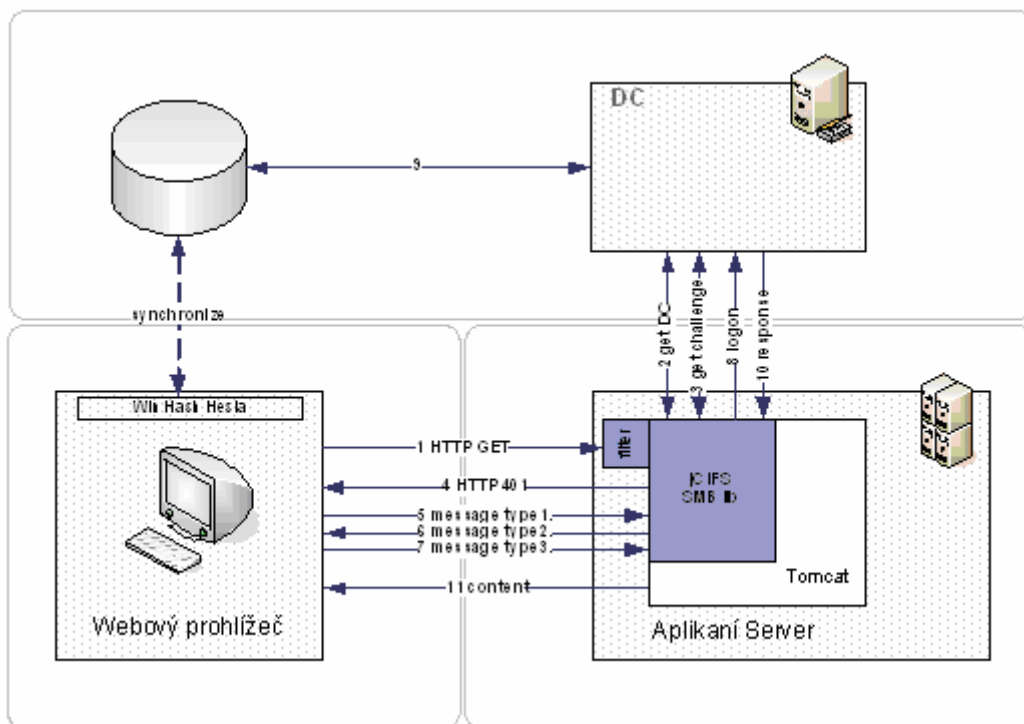 DC
9
synchronize
2 get DC
3 get challenge
8 logon
10 response
Win Hash Hesla
1 HTTP GET
filter
4 HTTP 401
JCIFS
SMB lib
5 message type 1.
6 message type 2.
7 message type 3.
Tomcat
11 content
Webový prohlížeč
Aplikaní Server